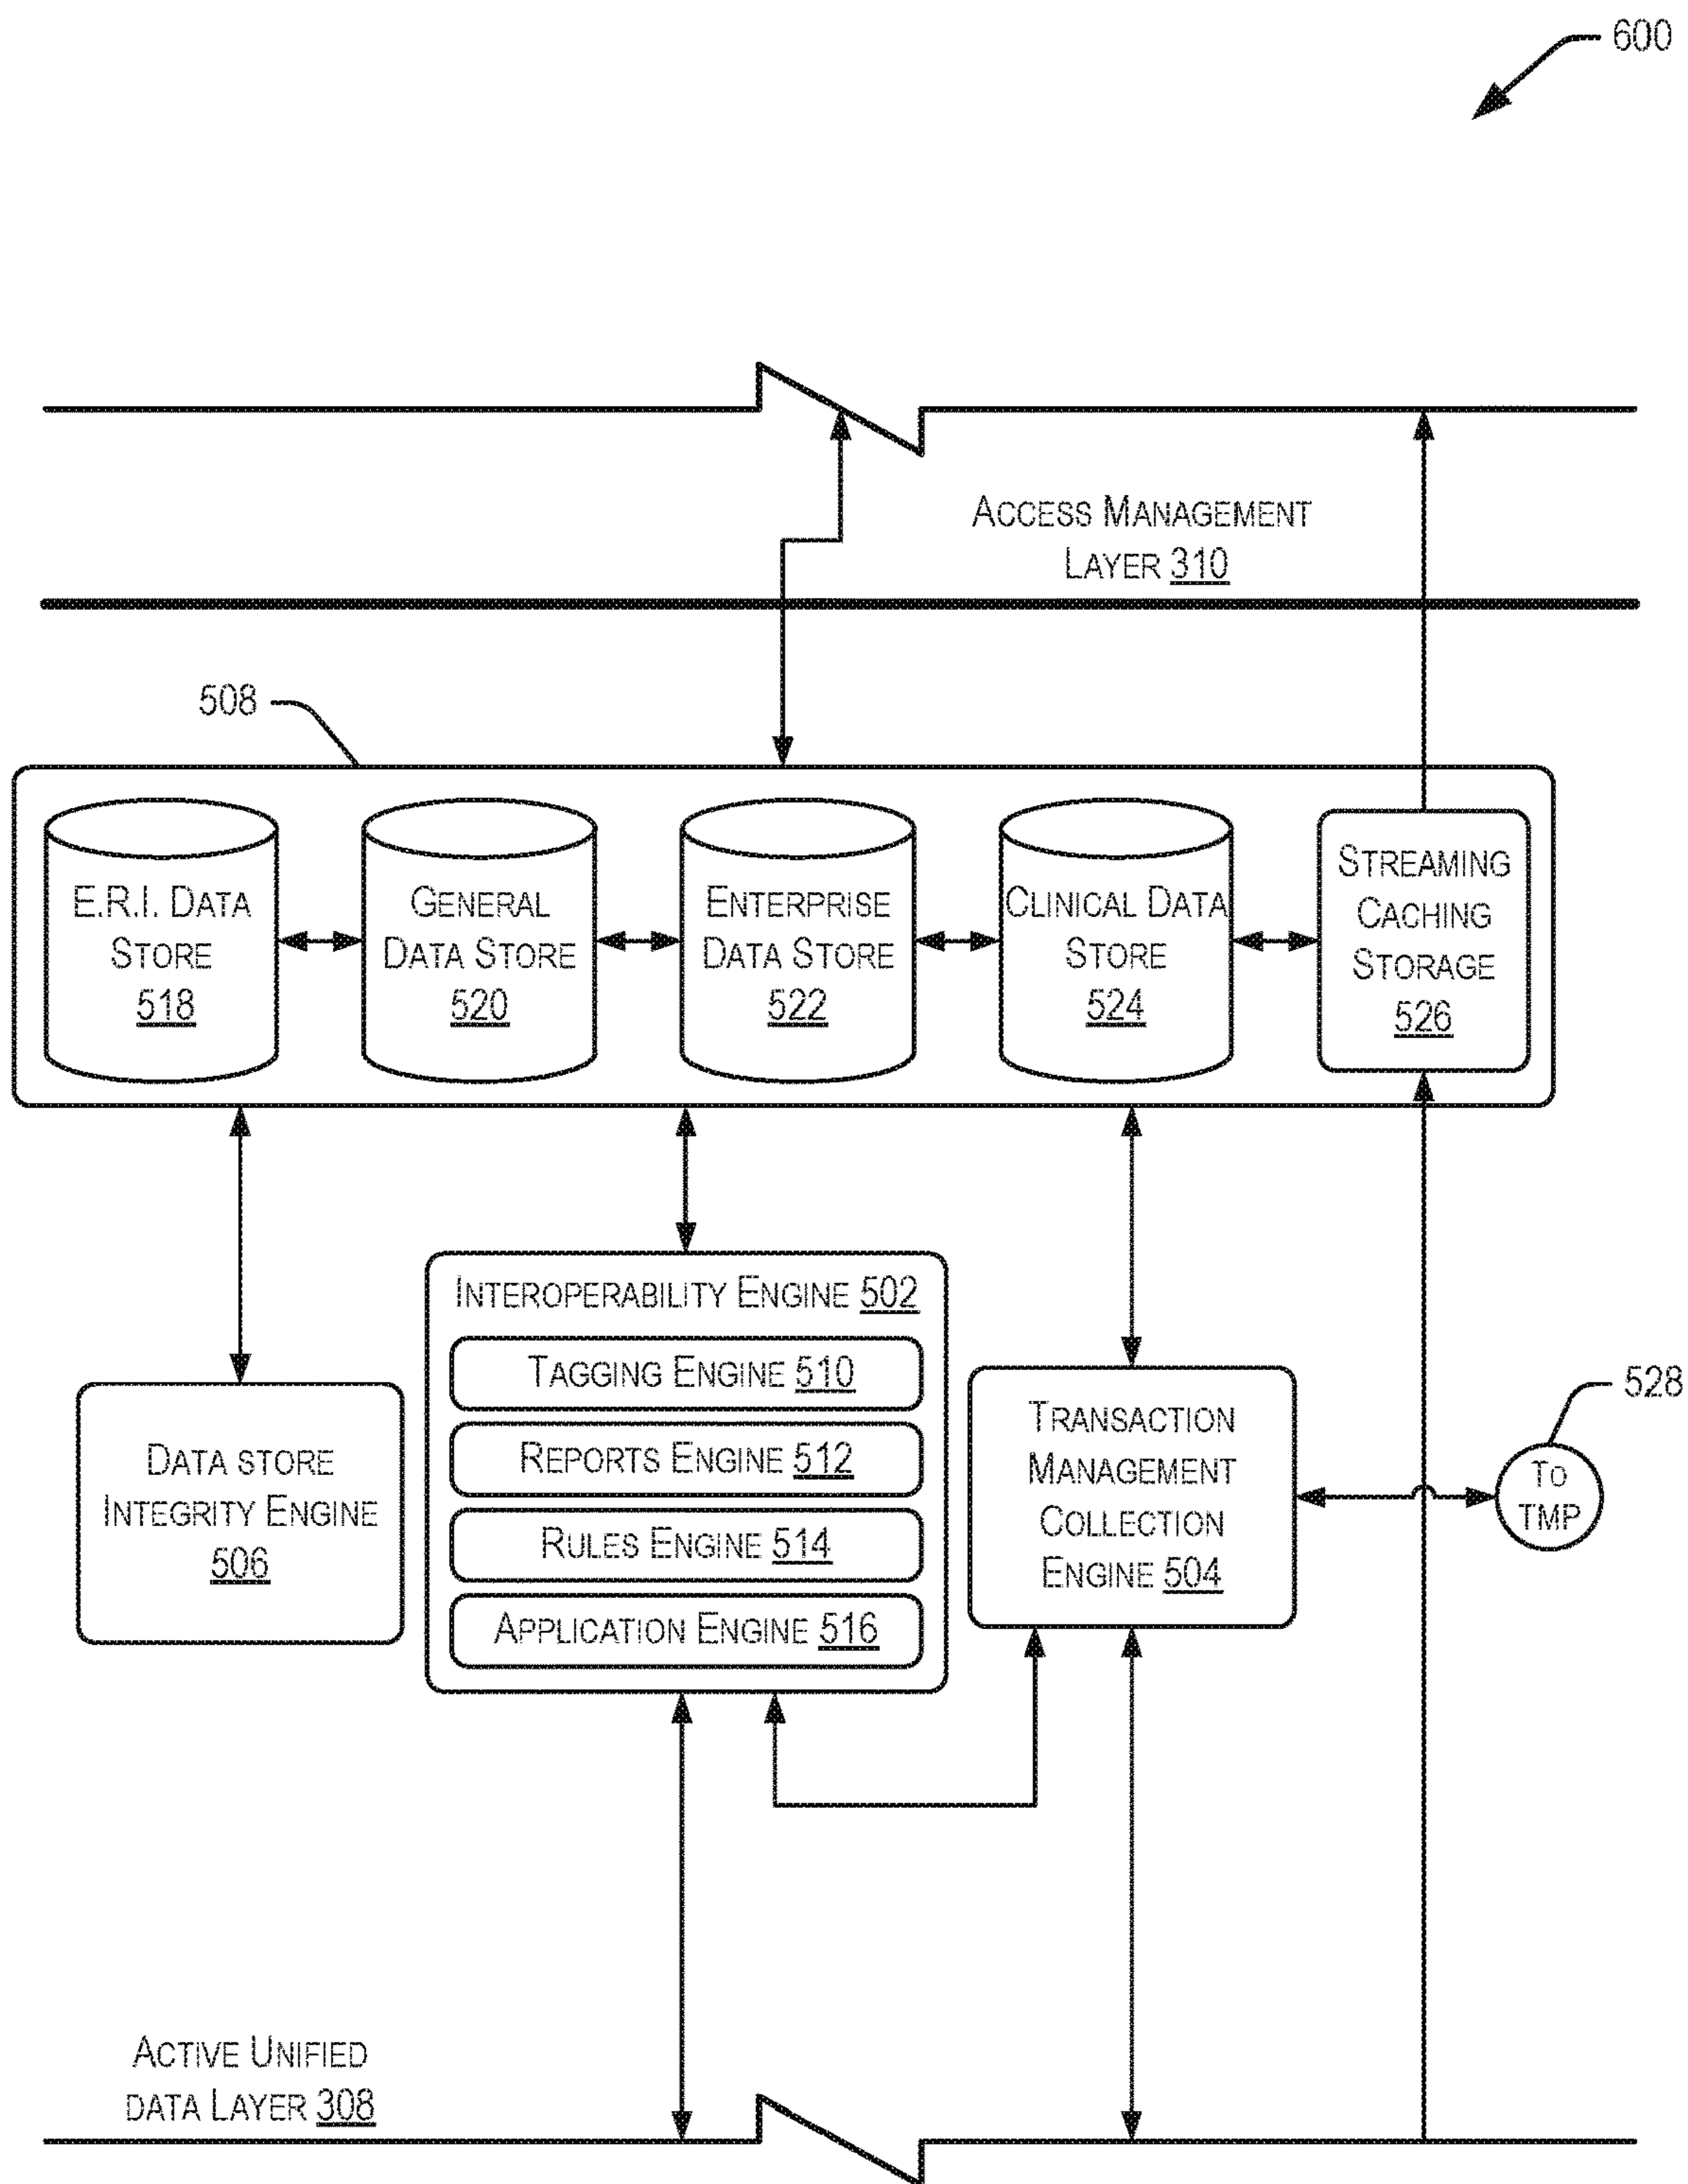 600
ACCESS MANAGEMENT
LAYER 310
508
E.R.I. DATA
STORE
518
GENERAL
DATA STORE
520
ENTERPRISE
DATA STORE
522
CLINICAL DATA
STORE
524
STREAMING
CACHING
STORAGE
526
INTEROPERABILITY ENGINE 502
TAGGING ENGINE 510
REPORTS ENGINE 512
RULES ENGINE 514
APPLICATION ENGINE 516
DATA STORE
INTEGRITY ENGINE
506
TRANSACTION
MANAGEMENT
COLLECTION
ENGINE 504
528
TO
TMP
ACTIVE UNIFIED
DATA LAYER 308